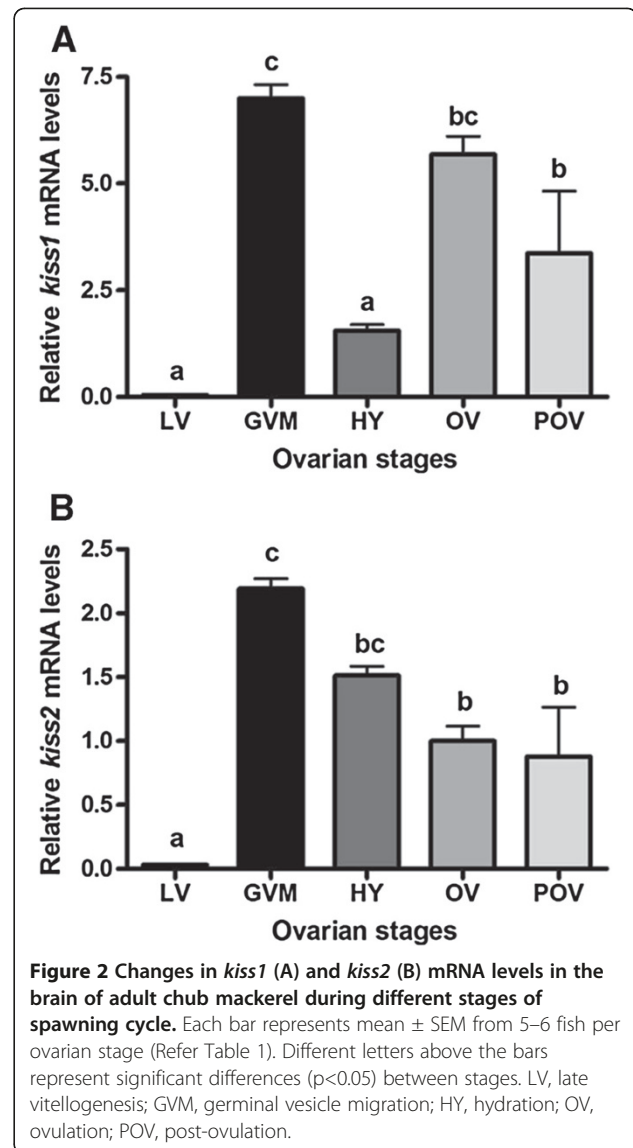 A
Relative kiss1 mRNA levels
7.5
5.0
2.5
0.0
a
c
a
bc
b
LV GVM HY OV POV
Ovarian stages
B
Relative kiss2 mRNA levels
2.5
2.0
1.5
1.0
0.5
0.0
a
c
bc
b
b
LV GVM HY OV POV
Ovarian stages
Figure 2 Changes in kiss1 (A) and kiss2 (B) mRNA levels in the
brain of adult chub mackerel during different stages of
spawning cycle. Each bar represents mean ± SEM from 5–6 fish per
ovarian stage (Refer Table 1). Different letters above the bars
represent significant differences (p<0.05) between stages. LV, late
vitellogenesis; GVM, germinal vesicle migration; HY, hydration; OV,
ovulation; POV, post-ovulation.